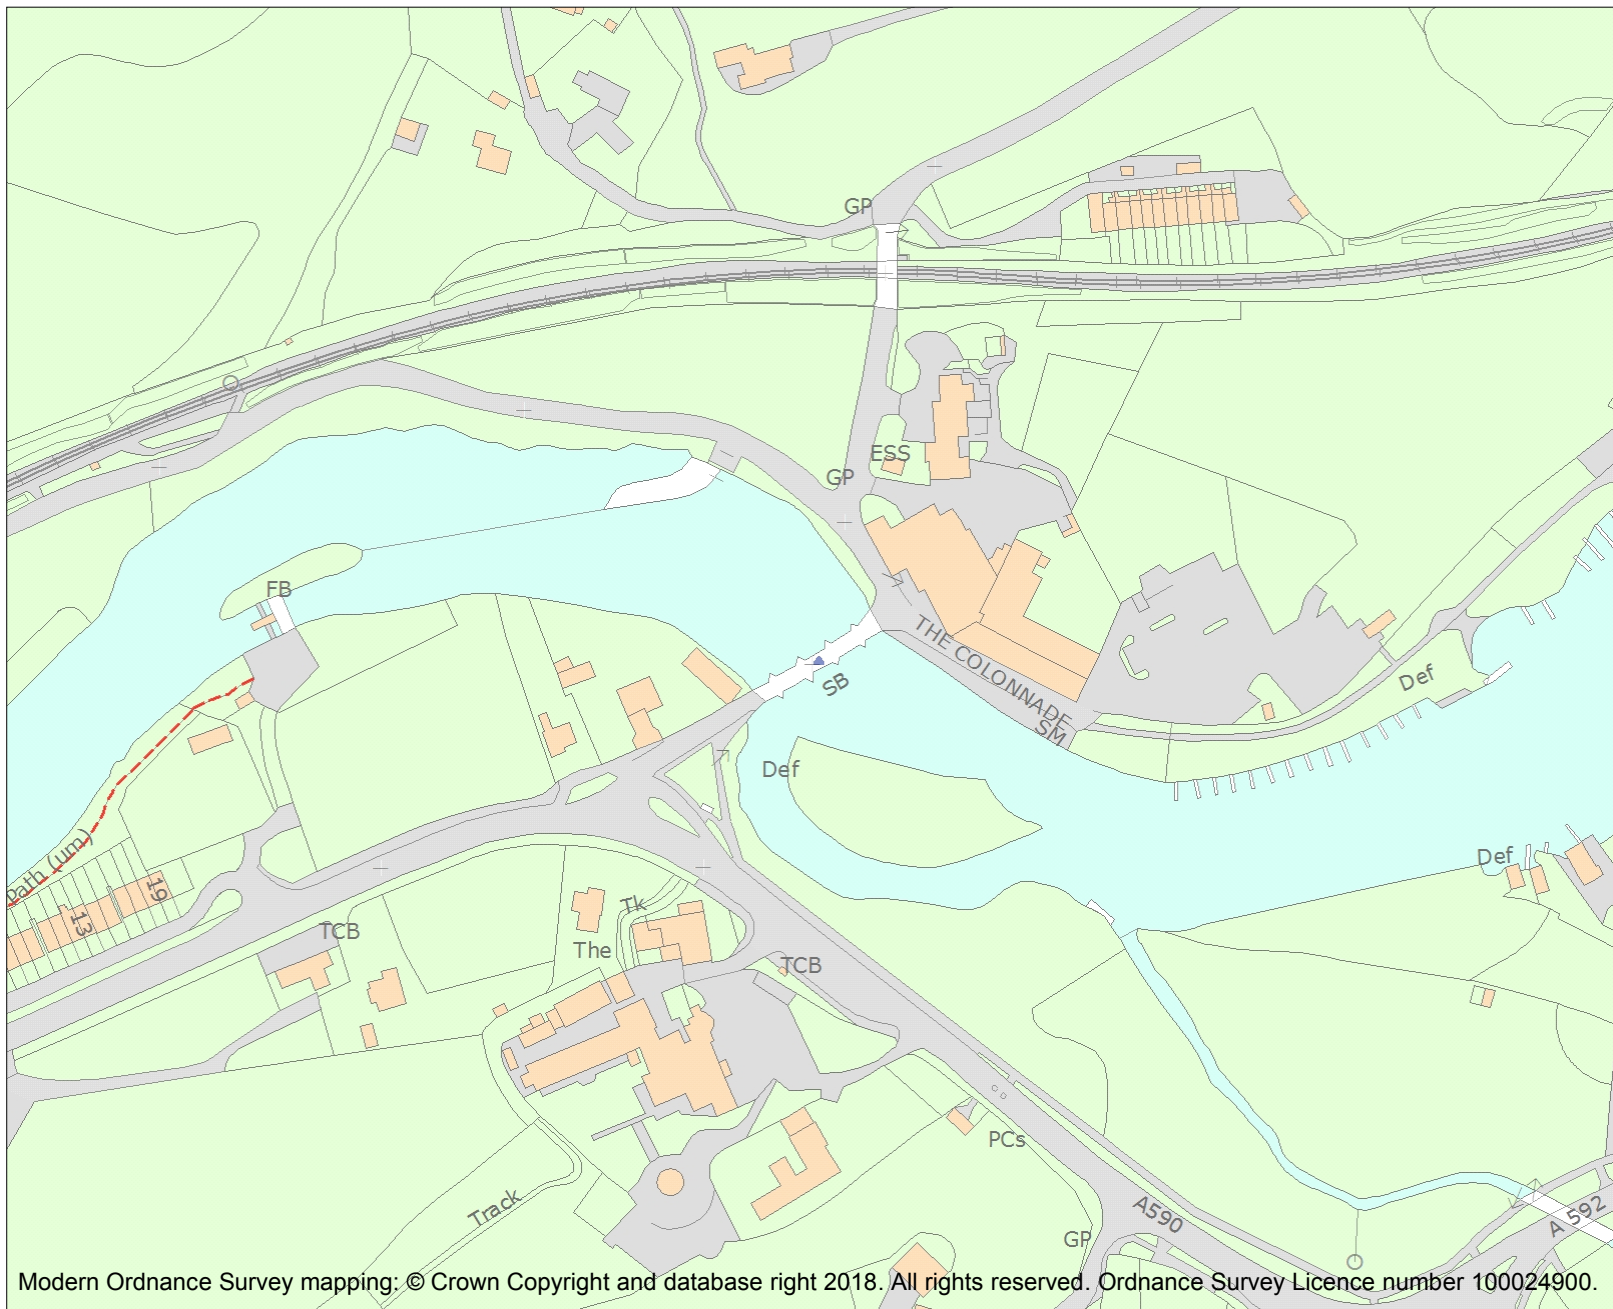 GP
ESS
GP
FB
THE COLONNADE
SB
SM
Def
Def
Path (um)
Def
19
13
TCB
Tk
The
TCB
PCs
Track
A590
A 592
GP
Modern Ordnance Survey mapping: © Crown Copyright and database right 2018. All rights reserved. Ordnance Survey Licence number 100024900.